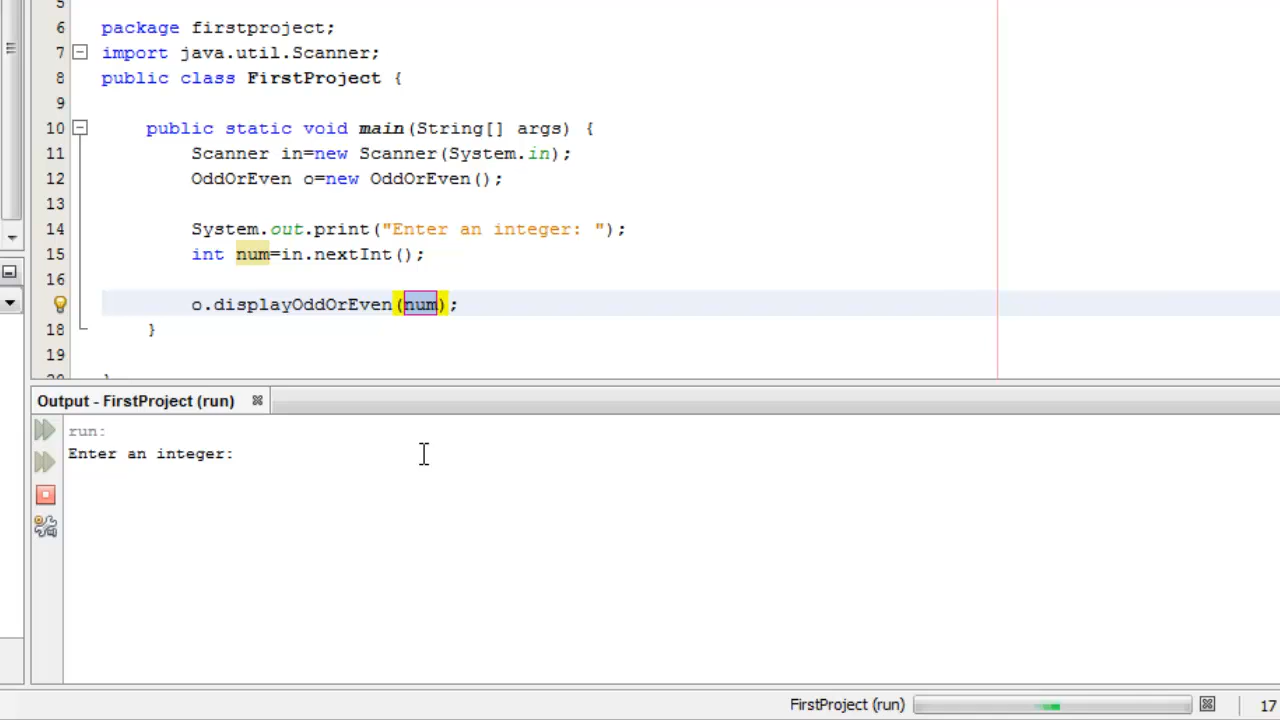 6 package firstproject;
7 import java.util.Scanner;
8 public class FirstProject {
9
10 public static void main(String[] args) {
11 Scanner in=new Scanner(System.in);
12 OddOrEven o=new OddOrEven();
13
14 System.out.print("Enter an integer: ");
15 int num=in.nextInt();
16
o.displayOddOrEven(num);
18 }
19
Output - FirstProject (run)
run:
Enter an integer:
FirstProject (run)
17